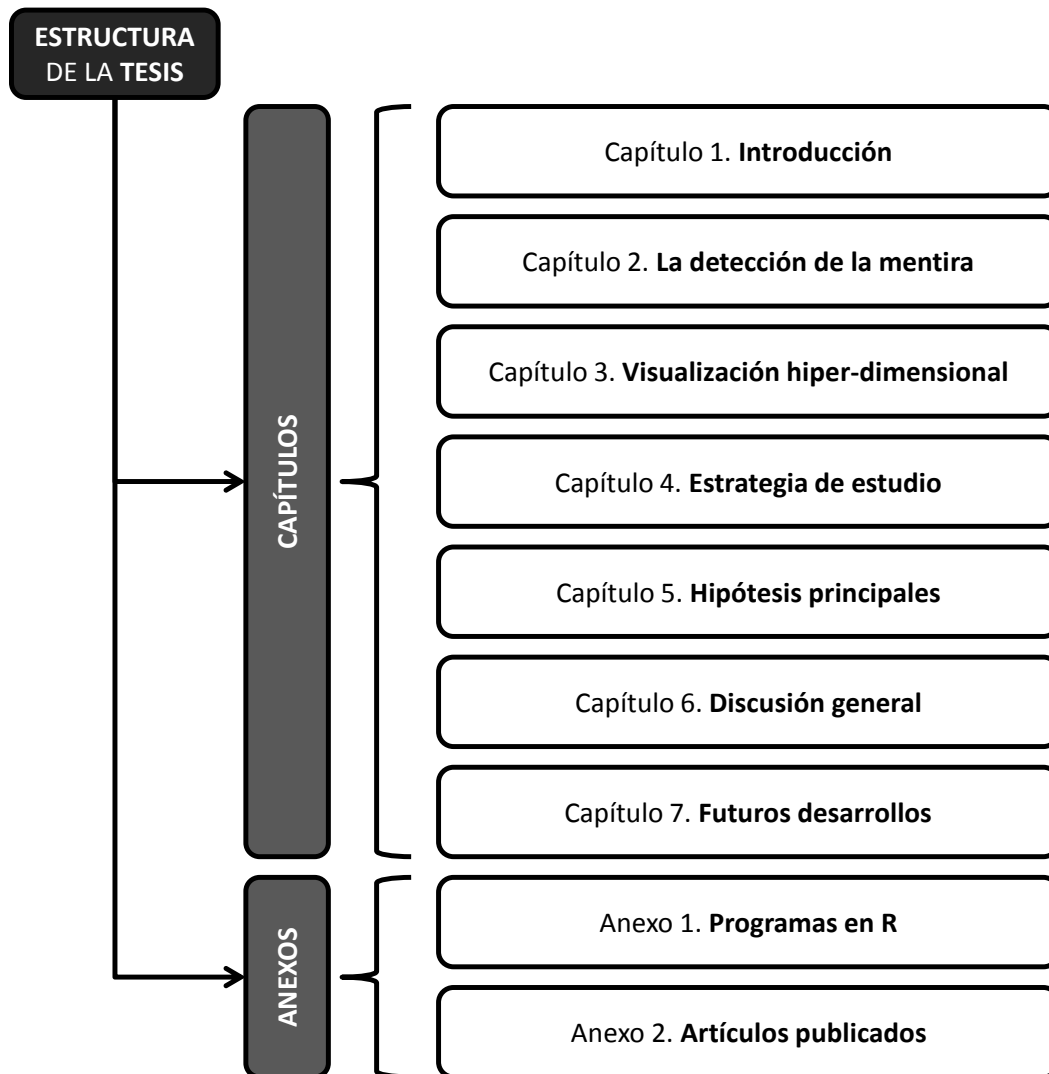 ESTRUCTURA
DE LA TESIS
CAPÍTULOS
Capítulo 1. Introducción
Capítulo 2. La detección de la mentira
Capítulo 3. Visualización hiper-dimensional
Capítulo 4. Estrategia de estudio
Capítulo 5. Hipótesis principales
Capítulo 6. Discusión general
Capítulo 7. Futuros desarrollos
ANEXOS
Anexo 1. Programas en R
Anexo 2. Artículos publicados